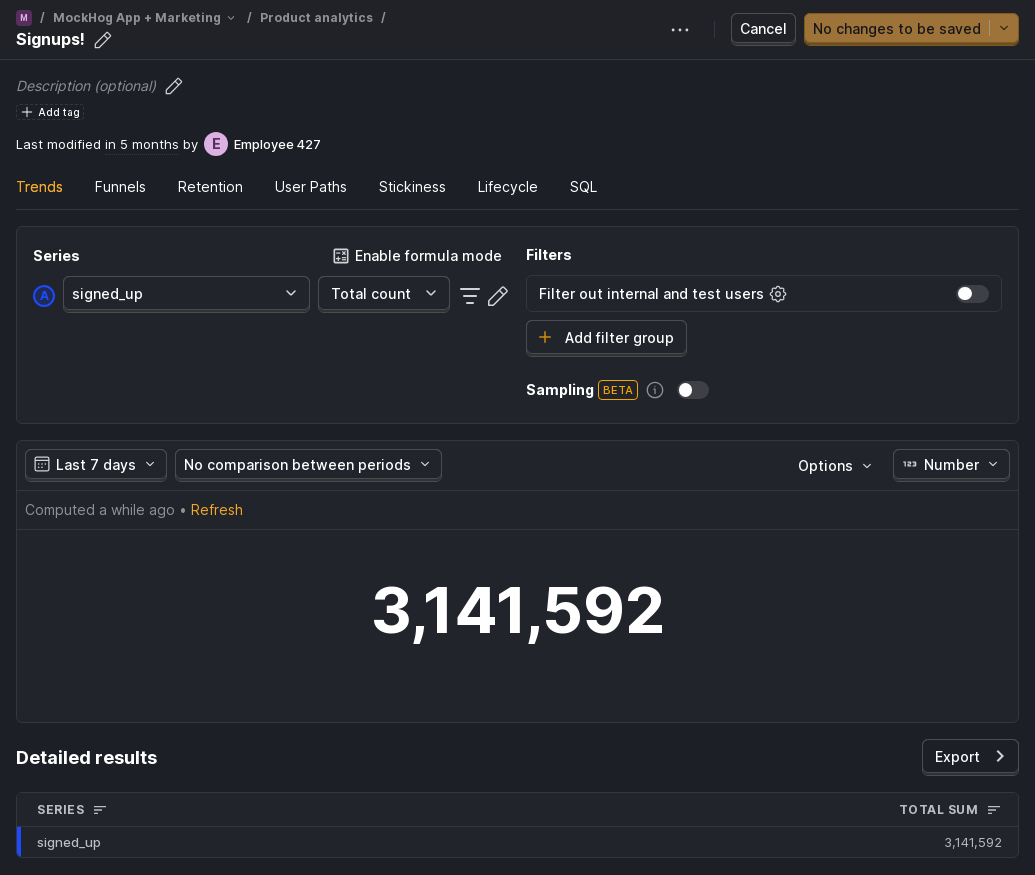 M / MockHog App + Marketing / Product analytics /
Signups!
Cancel
No changes to be saved
Description (optional)
Add tag
Last modified in 5 months by E Employee 427
Trends Funnels Retention User Paths Stickiness Lifecycle SQL
Series
Enable formula mode
A signed_up
Total count
Filters
Filter out internal and test users
+ Add filter group
Sampling BETA
Last 7 days
No comparison between periods
Options
123 Number
Computed a while ago • Refresh
3,141,592
Detailed results
Export
SERIES
TOTAL SUM
signed_up
3,141,592